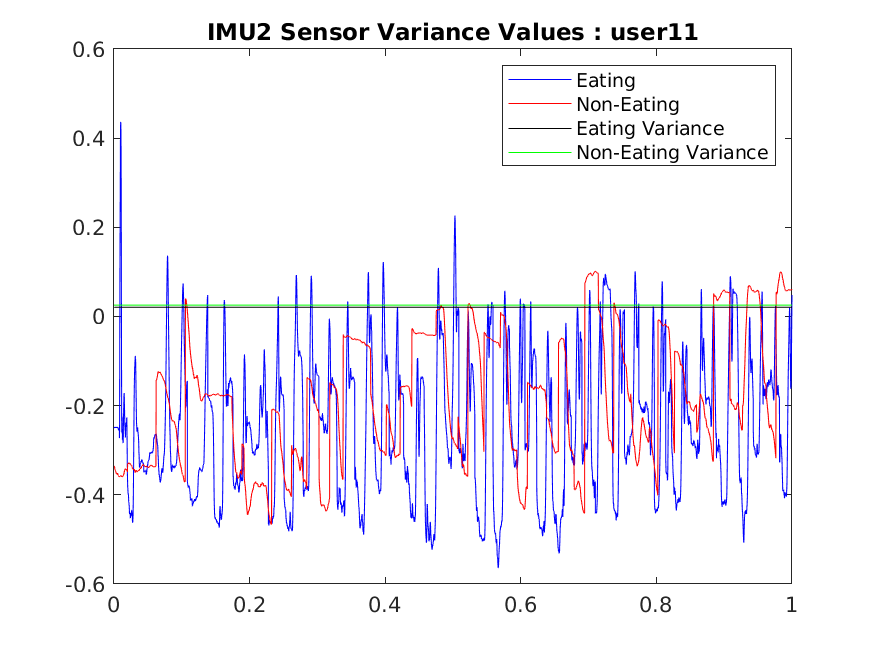 IMU2 Sensor Variance Values : user11
0.6
Eating
Non-Eating
Eating Variance
Non-Eating Variance
0.4
0.2
0
-0.2
-0.4
-0.6
0 0.2 0.4 0.6 0.8 1